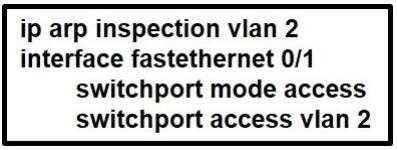 ip arp inspection vlan 2
interface fastethernet 0/1
switchport mode access
switchport access vlan 2